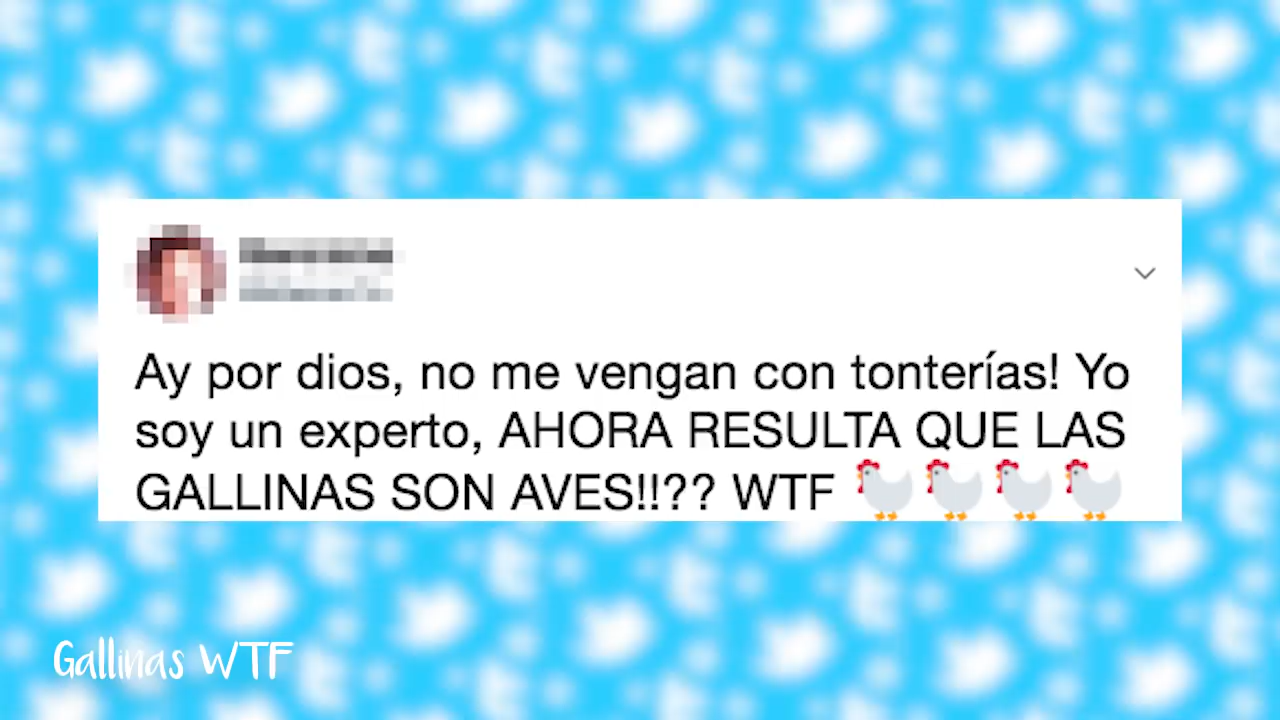 Ay por dios, no me vengan con tonterías! Yo
soy un experto, AHORA RESULTA QUE LAS
GALLINAS SON AVES!!?? WTF 🐔🐔🐔🐔
Gallinas WTF